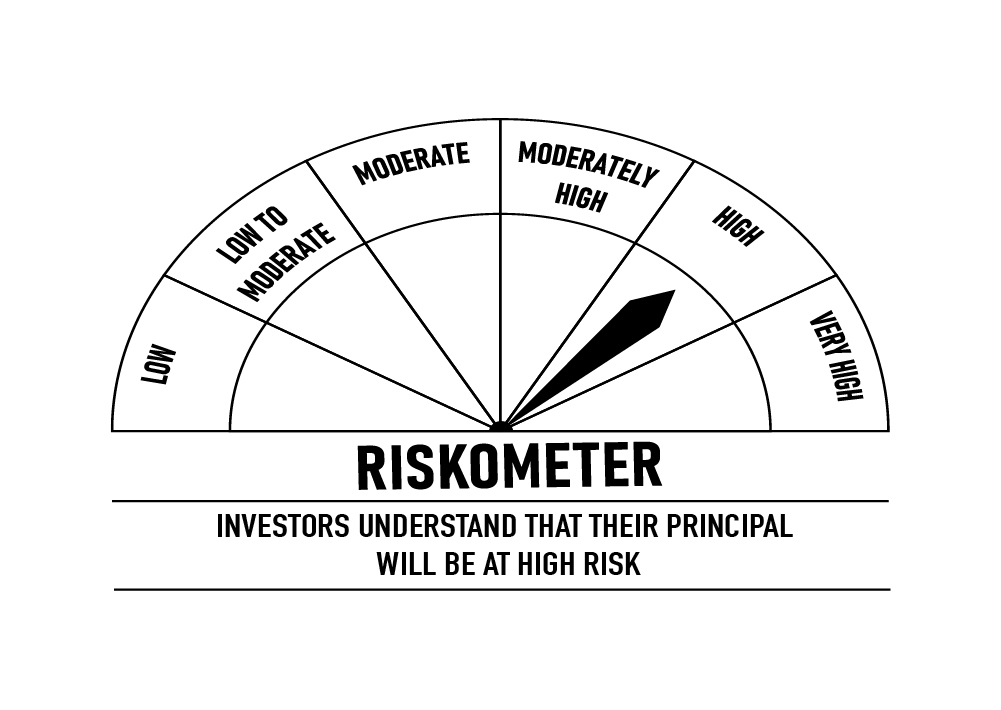 LOW
LOW TO
MODERATE
MODERATE
MODERATELY
HIGH
HIGH
VERY HIGH
RISKOMETER
INVESTORS UNDERSTAND THAT THEIR PRINCIPAL
WILL BE AT HIGH RISK